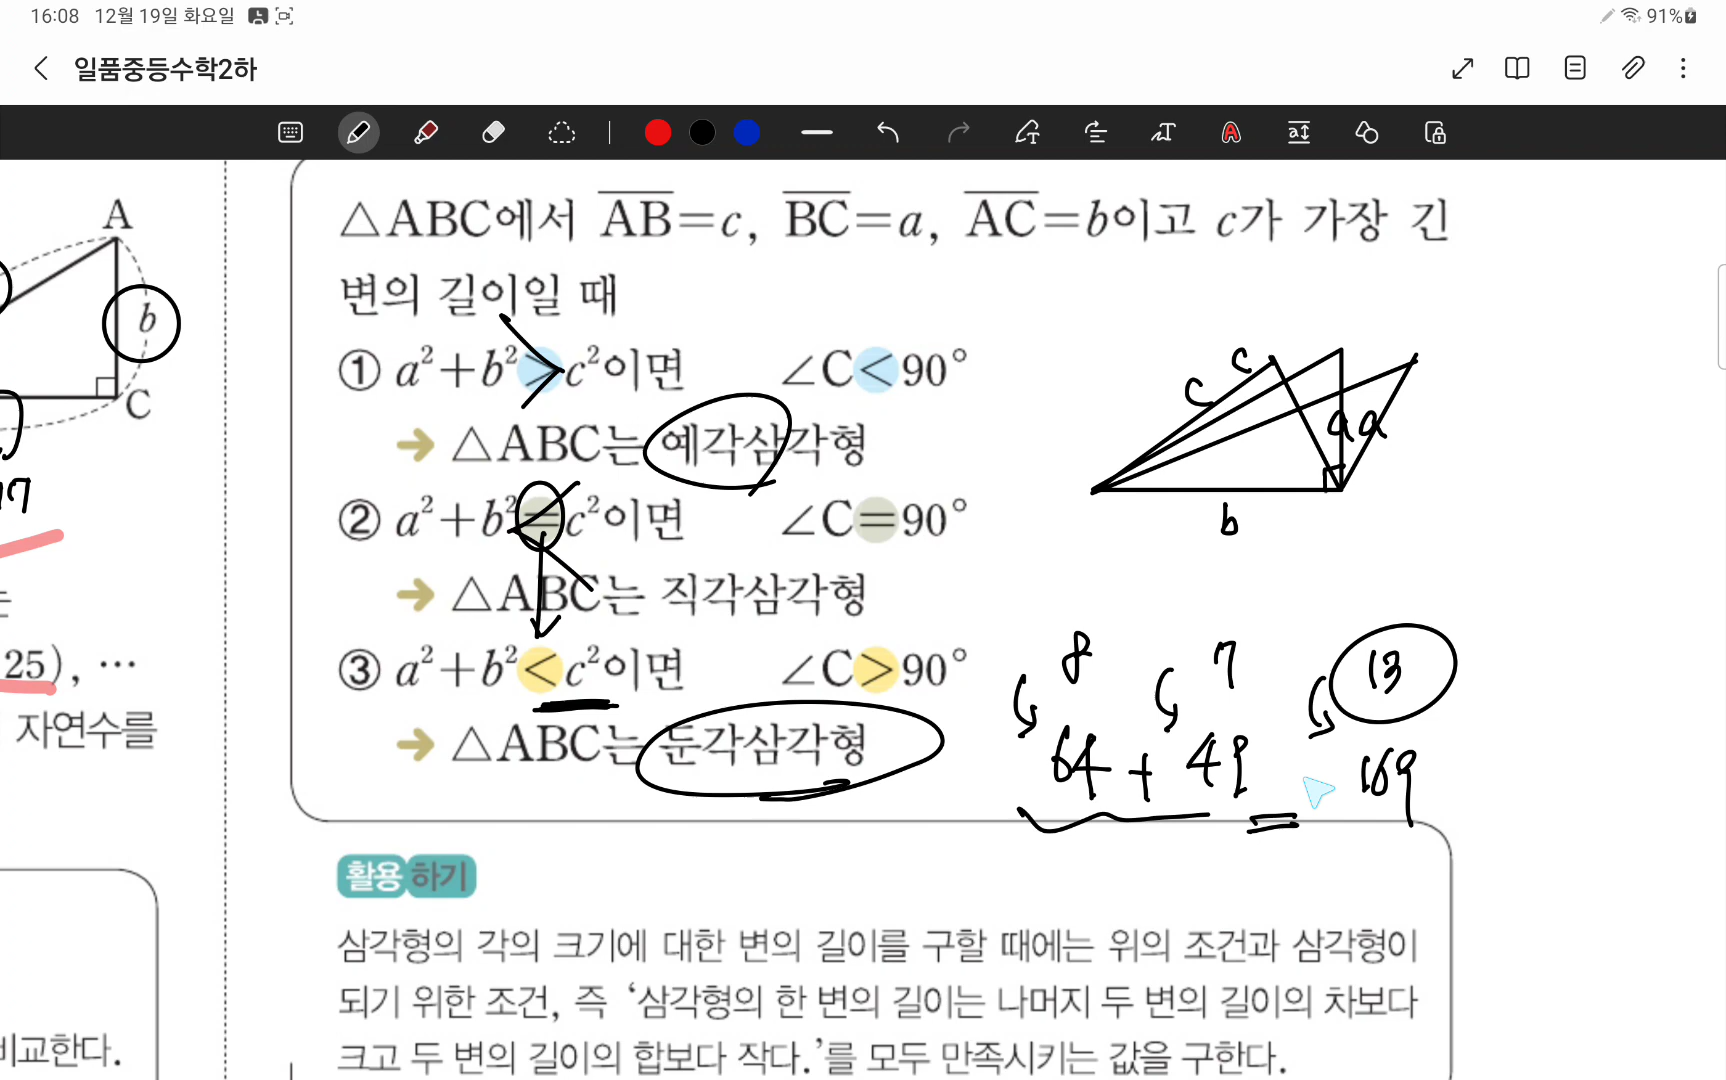 16:08 12월 19일 화요일 91%
일품중등수학2하
A
b
C
17
25), ···
자연수를
비교한다.
△ABC에서 AB=c, BC=a, AC=b이고 c가 가장 긴
변의 길이일 때
① a²+b²>c²이면 ∠C<90°
➔ △ABC는 예각삼각형
② a²+b²=c²이면 ∠C=90°
➔ △ABC는 직각삼각형
③ a²+b²<c²이면 ∠C>90°
➔ △ABC는 둔각삼각형
c
c
a a
b
8 7 13
64 + 49 = 169
활용하기
삼각형의 각의 크기에 대한 변의 길이를 구할 때에는 위의 조건과 삼각형이
되기 위한 조건, 즉 ‘삼각형의 한 변의 길이는 나머지 두 변의 길이의 차보다
크고 두 변의 길이의 합보다 작다.’를 모두 만족시키는 값을 구한다.